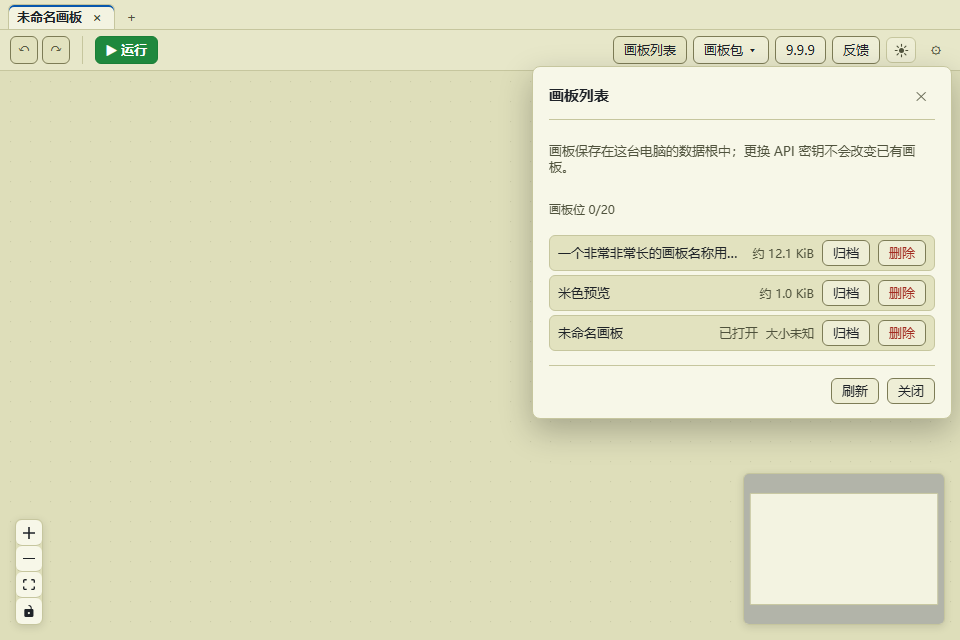 未命名画板 × +
运行
画板列表 画板包 9.9.9 反馈
画板列表
画板保存在这台电脑的数据根中；更换 API 密钥不会改变已有画
板。
画板位 0/20
一个非常非常长的画板名称用... 约 12.1 KiB 归档 删除
米色预览 约 1.0 KiB 归档 删除
未命名画板 已打开 大小未知 归档 删除
刷新 关闭